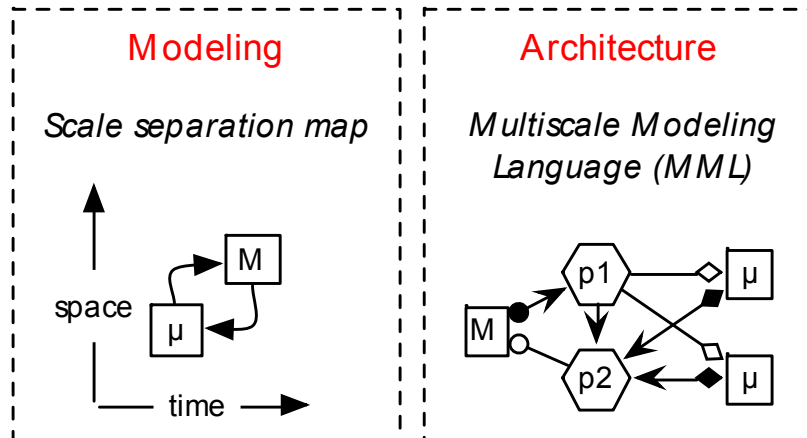 Modeling
Scale separation map
space
M
µ
time
Architecture
Multiscale Modeling
Language (MML)
p1
µ
M
p2
µ